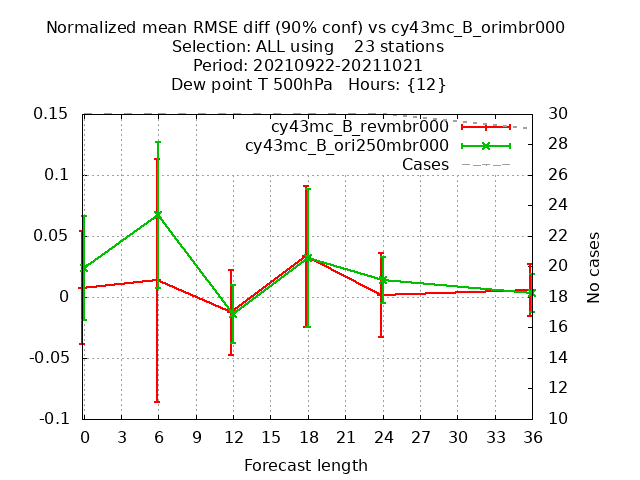 Normalized mean RMSE diff (90% conf) vs cy43mc_B_orimbr000
Selection: ALL using    23 stations
Period: 20210922-20211021
Dew point T 500hPa   Hours: {12}
0.15
0.1
0.05
0
-0.05
-0.1
cy43mc_B_revmbr000
cy43mc_B_ori250mbr000
Cases
30
28
26
24
22
20
18
16
14
12
10
No cases
0 3 6 9 12 15 18 21 24 27 30 33 36
Forecast length